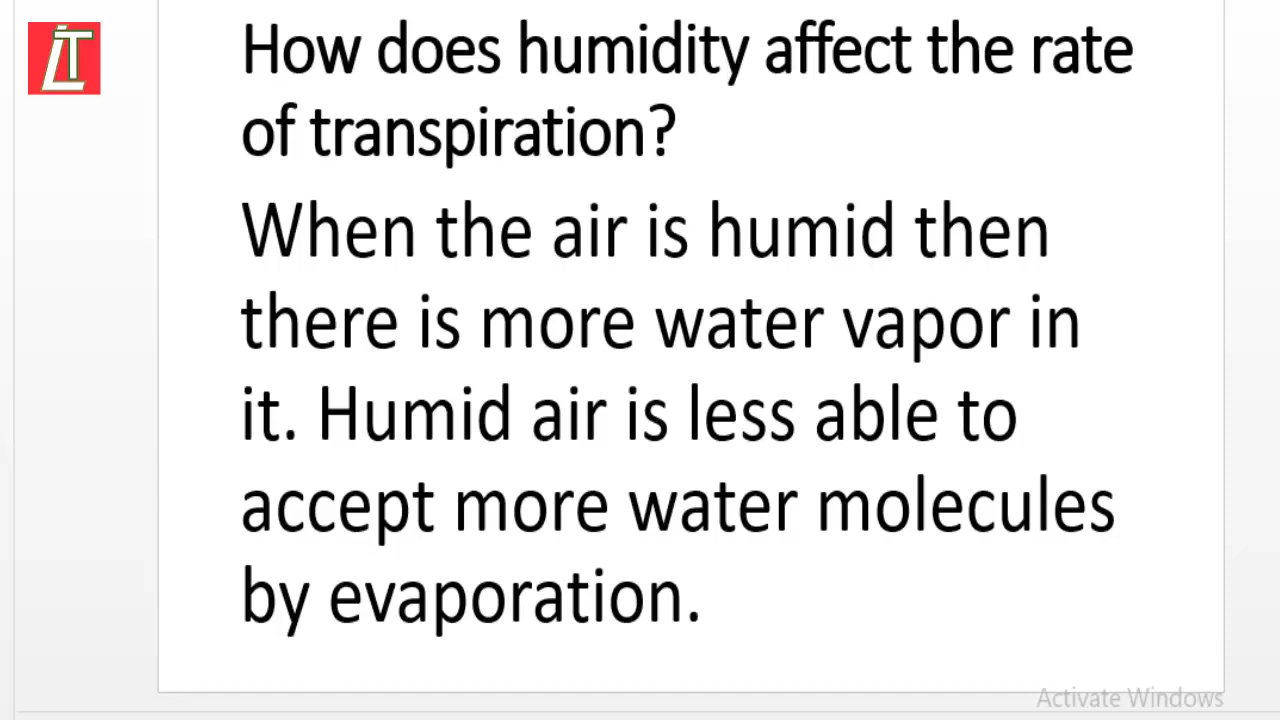 LIT
How does humidity affect the rate
of transpiration?
When the air is humid then
there is more water vapor in
it. Humid air is less able to
accept more water molecules
by evaporation.
Activate Windows